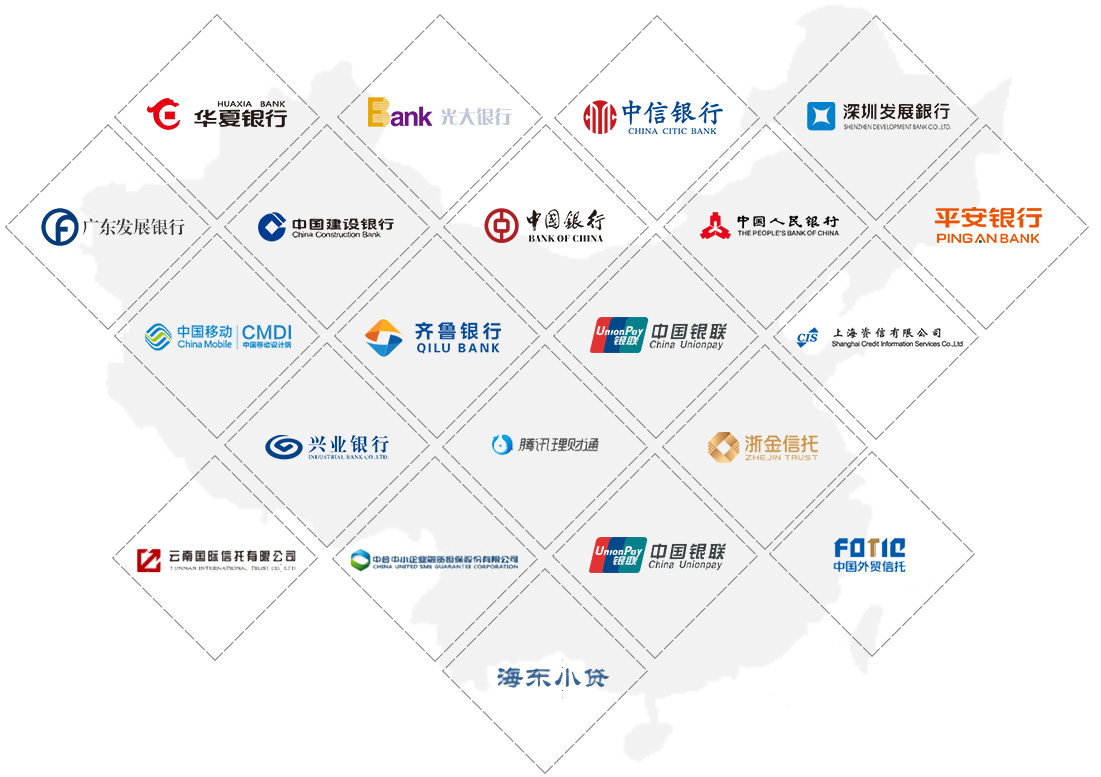 HUAXIA BANK
华夏银行
Bank 光大银行
中信银行
CHINA CITIC BANK
深圳发展銀行
SHENZHEN DEVELOPMENT BANK CO.,LTD.
广东发展银行
中国建设银行
China Construction Bank
中国银行
BANK OF CHINA
中国人民银行
THE PEOPLE'S BANK OF CHINA
平安银行
PING AN BANK
中国移动 CMDI
China Mobile 中国移动设计院
齐鲁银行
QILU BANK
UnionPay 中国银联
银联 China Unionpay
CIS 上海资信有限公司
Shanghai Credit Information Services Co.,Ltd
兴业银行
INDUSTRIAL BANK CO.,LTD.
腾讯理财通
浙金信托
ZHEJIN TRUST
云南国际信托有限公司
YUNNAN INTERNATIONAL TRUST CO., LTD
中合中小企业融资担保股份有限公司
CHINA UNITED SME GUARANTEE CORPORATION
UnionPay 中国银联
银联 China Unionpay
FOTIC
中国外贸信托
海东小贷